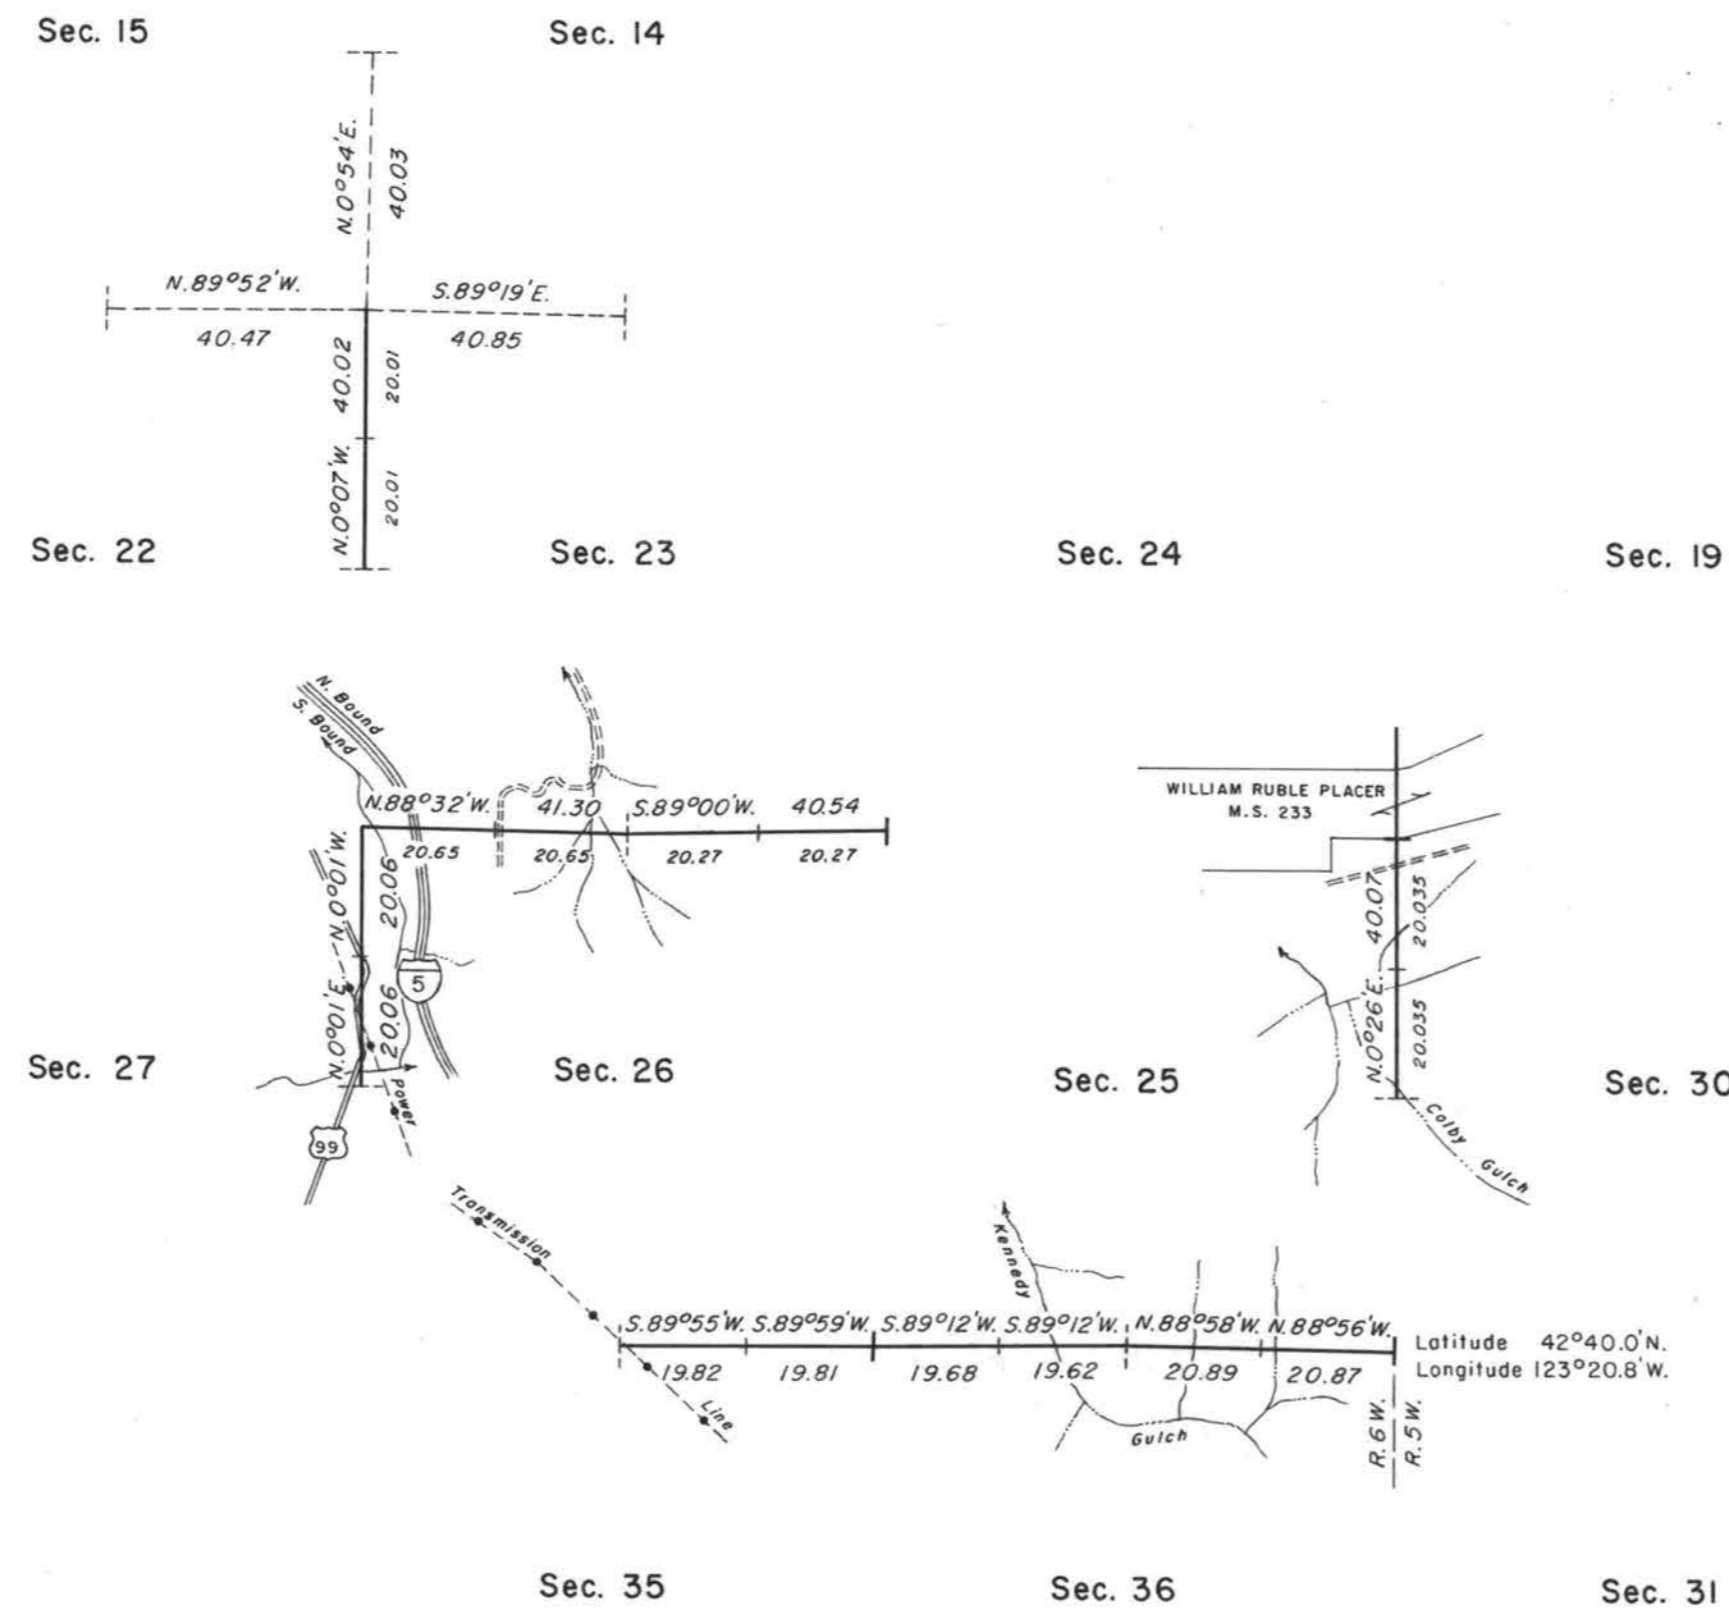 Sec. 15
Sec. 14
N.0°54'E.
40.03
N.89°52'W.
S.89°19'E.
40.47
40.85
N.0°07'W. 40.02
20.01
20.01
Sec. 22
Sec. 23
Sec. 24
Sec. 19
N. Bound
S. Bound
N.88°32'W. 41.30 S.89°00'W. 40.54
20.65 20.65 20.27 20.27
N.0°01'W.
20.06
N.0°01'E.
20.06
5
99
Power
Transmission
Line
WILLIAM RUBLE PLACER
M.S. 233
N.0°26'E. 40.07
20.035
20.035
Colby
Gulch
Sec. 27
Sec. 26
Sec. 25
Sec. 30
Kennedy
Gulch
S.89°55'W. S.89°59'W. S.89°12'W. S.89°12'W. N.88°58'W. N.88°56'W.
19.82 19.81 19.68 19.62 20.89 20.87
Latitude 42°40.0'N.
Longitude 123°20.8'W.
R.6W.
R.5W.
Sec. 35
Sec. 36
Sec. 31